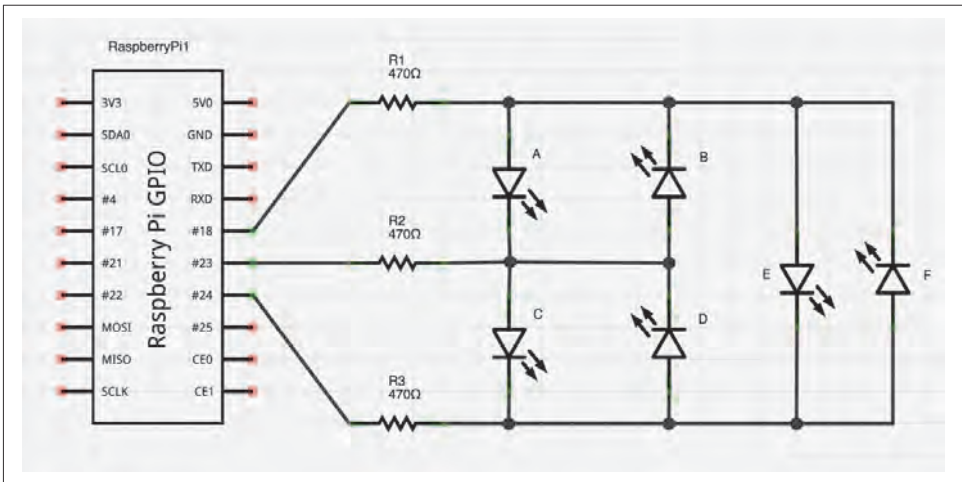 RaspberryPi1
Raspberry Pi GPIO
3V3
5V0
SDA0
GND
SCL0
TXD
#4
RXD
#17
#18
#21
#23
#22
#24
MOSI
#25
MISO
CE0
SCLK
CE1
R1
470Ω
R2
470Ω
R3
470Ω
A
B
C
D
E
F